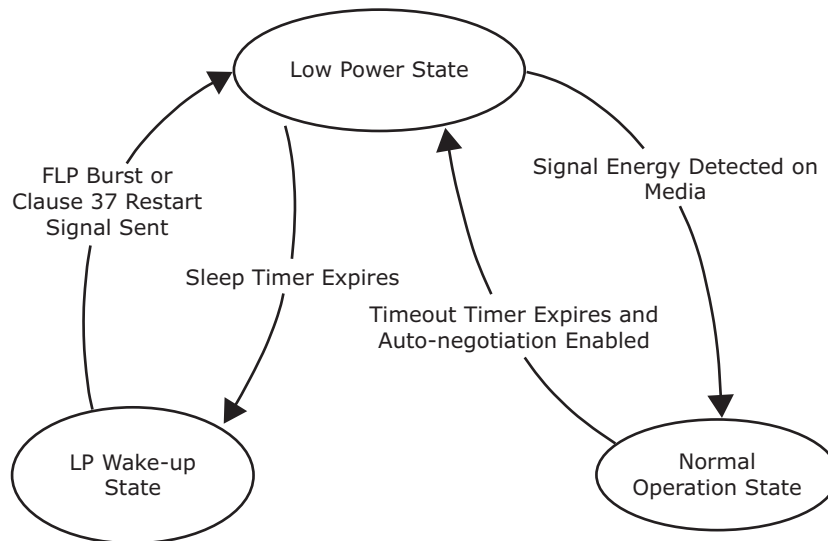 Low Power State
FLP Burst or
Clause 37 Restart
Signal Sent
Signal Energy Detected on
Media
Sleep Timer Expires
Timeout Timer Expires and
Auto-negotiation Enabled
LP Wake-up
State
Normal
Operation State